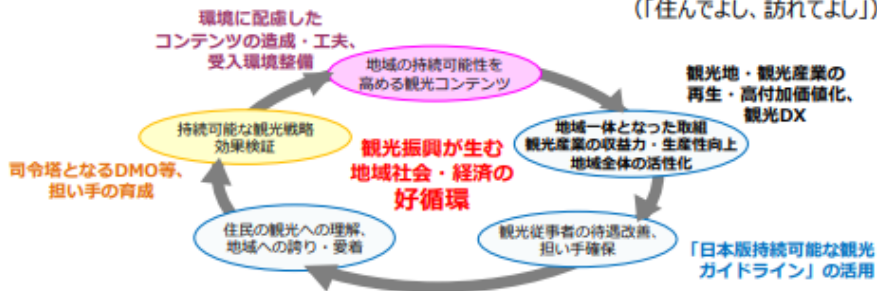 （「住んでよし、訪れてよし」）
環境に配慮した
コンテンツの造成・工夫、
受入環境整備
地域の持続可能性を
高める観光コンテンツ
観光地・観光産業の
再生・高付加価値化、
観光DX
地域一体となった取組
観光産業の収益力・生産性向上
地域全体の活性化
持続可能な観光戦略
効果検証
観光振興が生む
地域社会・経済の
好循環
司令塔となるDMO等、
担い手の育成
住民の観光への理解、
地域への誇り・愛着
観光従事者の待遇改善、
担い手確保
「日本版持続可能な観光
ガイドライン」の活用